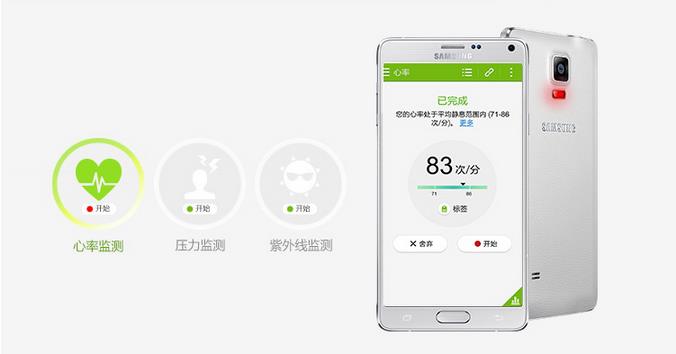 SAMSUNG
心率
已完成
您的心率处于平均静息范围内 (71-86
次/分)。更多
83 次/分
71 86
标签
舍弃 开始
SAMSUNG
开始
心率监测
开始
压力监测
开始
紫外线监测